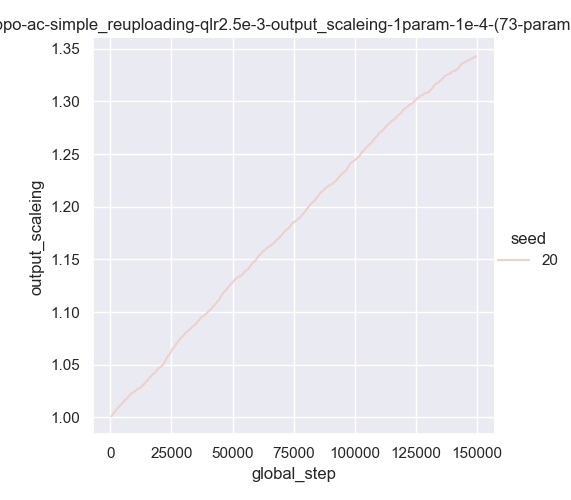 ppo-ac-simple_reuploading-qlr2.5e-3-output_scaleing-1param-1e-4-(73-param
1.35
1.30
1.25
1.20
1.15
1.10
1.05
1.00
output_scaleing
0 25000 50000 75000 100000 125000 150000
global_step
seed
20